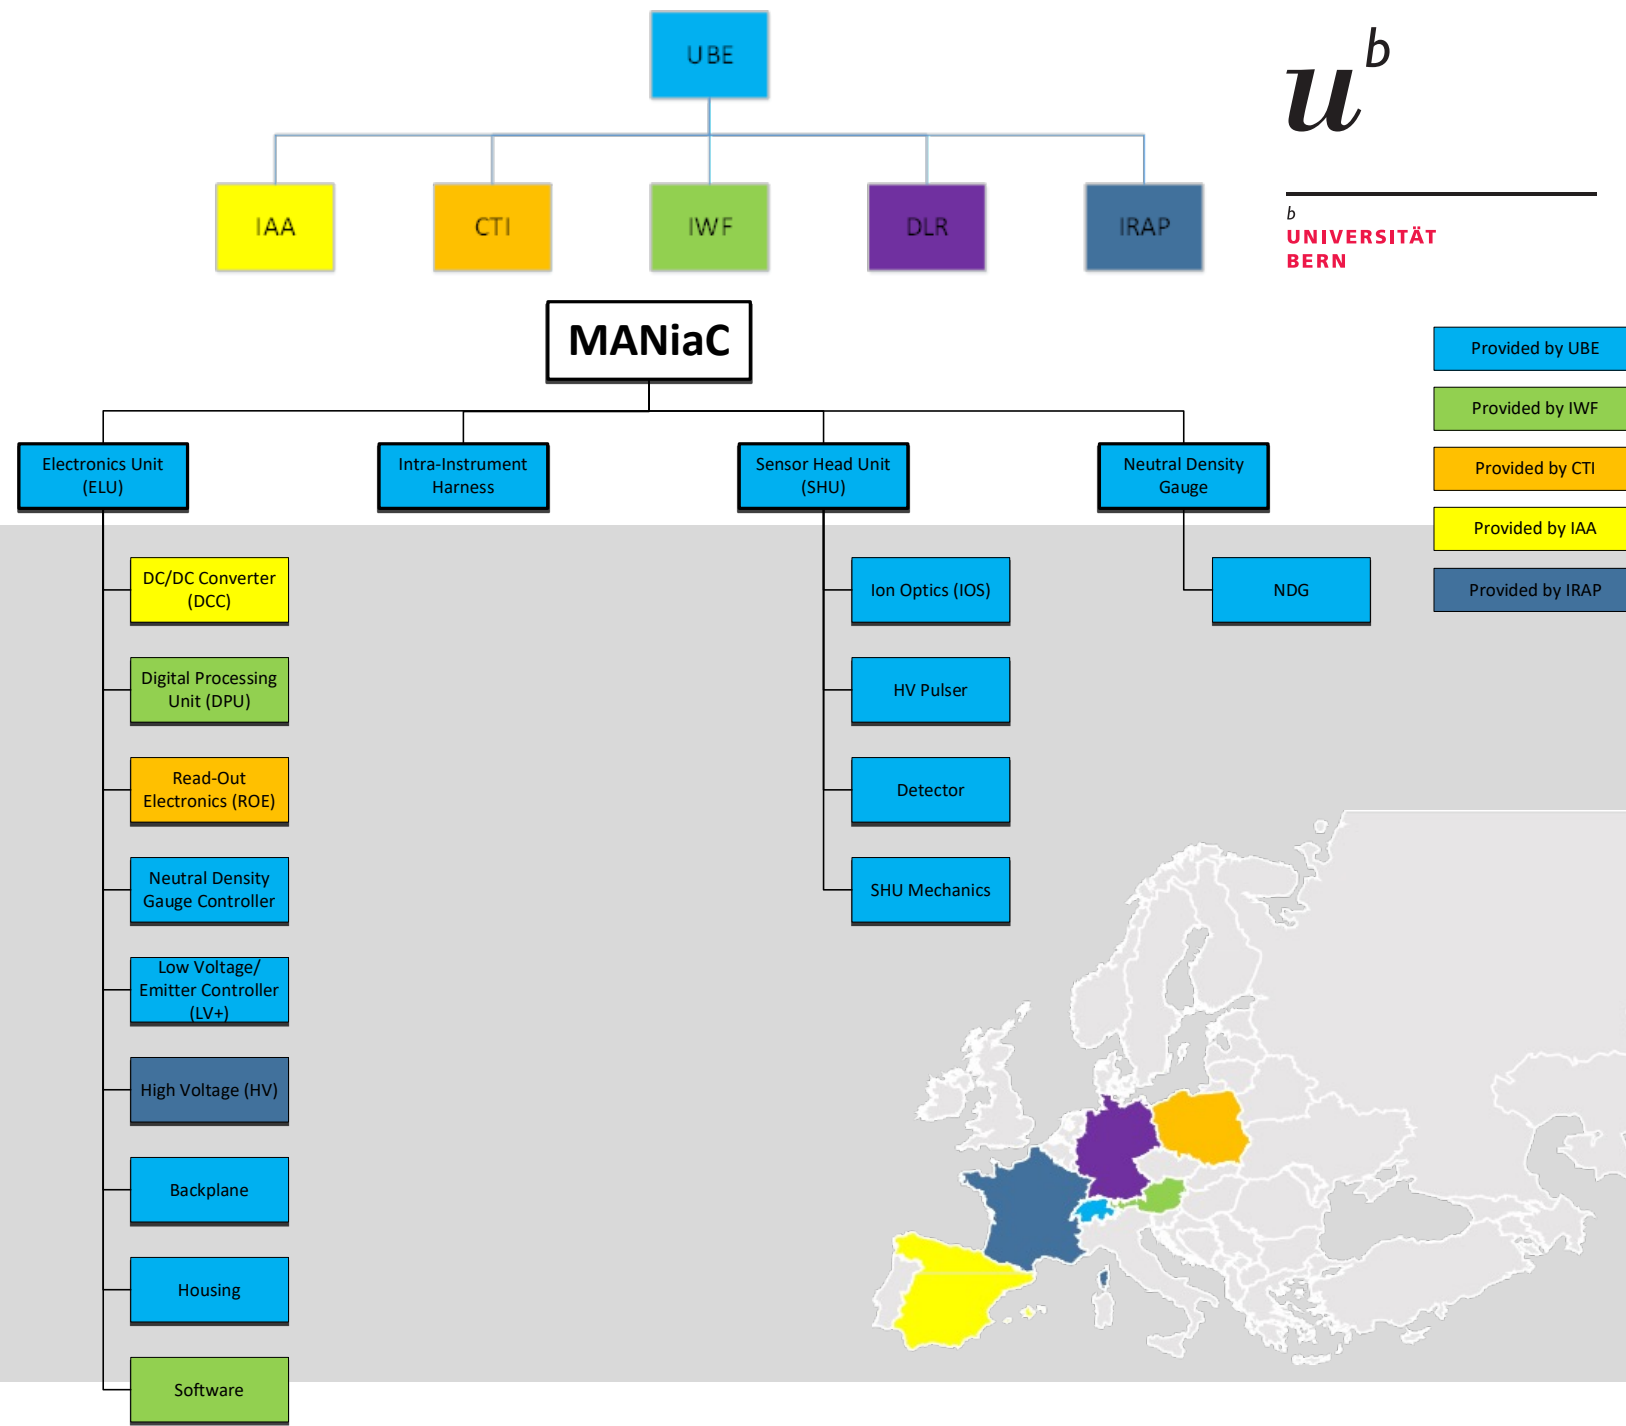 UBE
IAA
CTI
IWF
DLR
IRAP
u b
b
UNIVERSITÄT
BERN
MANiaC
Provided by UBE
Provided by IWF
Provided by CTI
Provided by IAA
Provided by IRAP
Electronics Unit
(ELU)
Intra-Instrument
Harness
Sensor Head Unit
(SHU)
Neutral Density
Gauge
DC/DC Converter
(DCC)
Digital Processing
Unit (DPU)
Read-Out
Electronics (ROE)
Neutral Density
Gauge Controller
Low Voltage/
Emitter Controller
(LV+)
High Voltage (HV)
Backplane
Housing
Software
Ion Optics (IOS)
HV Pulser
Detector
SHU Mechanics
NDG